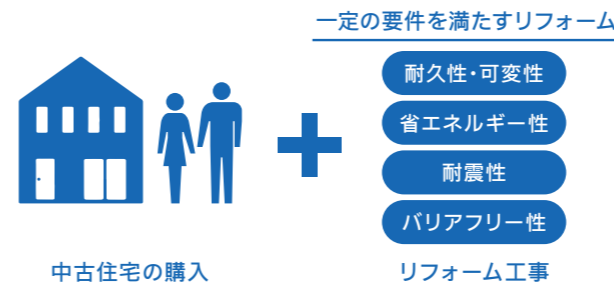 一定の要件を満たすリフォーム
耐久性・可変性
省エネルギー性
耐震性
バリアフリー性
中古住宅の購入
リフォーム工事